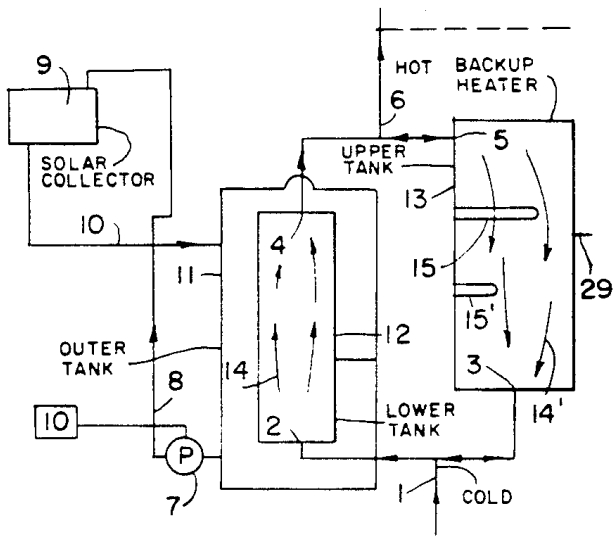 9
HOT BACKUP
HEATER
6
5
SOLAR
COLLECTOR
UPPER
TANK
13
4
10
15
29
11
15'
12
OUTER
TANK
14
3
8
LOWER
TANK
14'
10
2
P
7
1
COLD